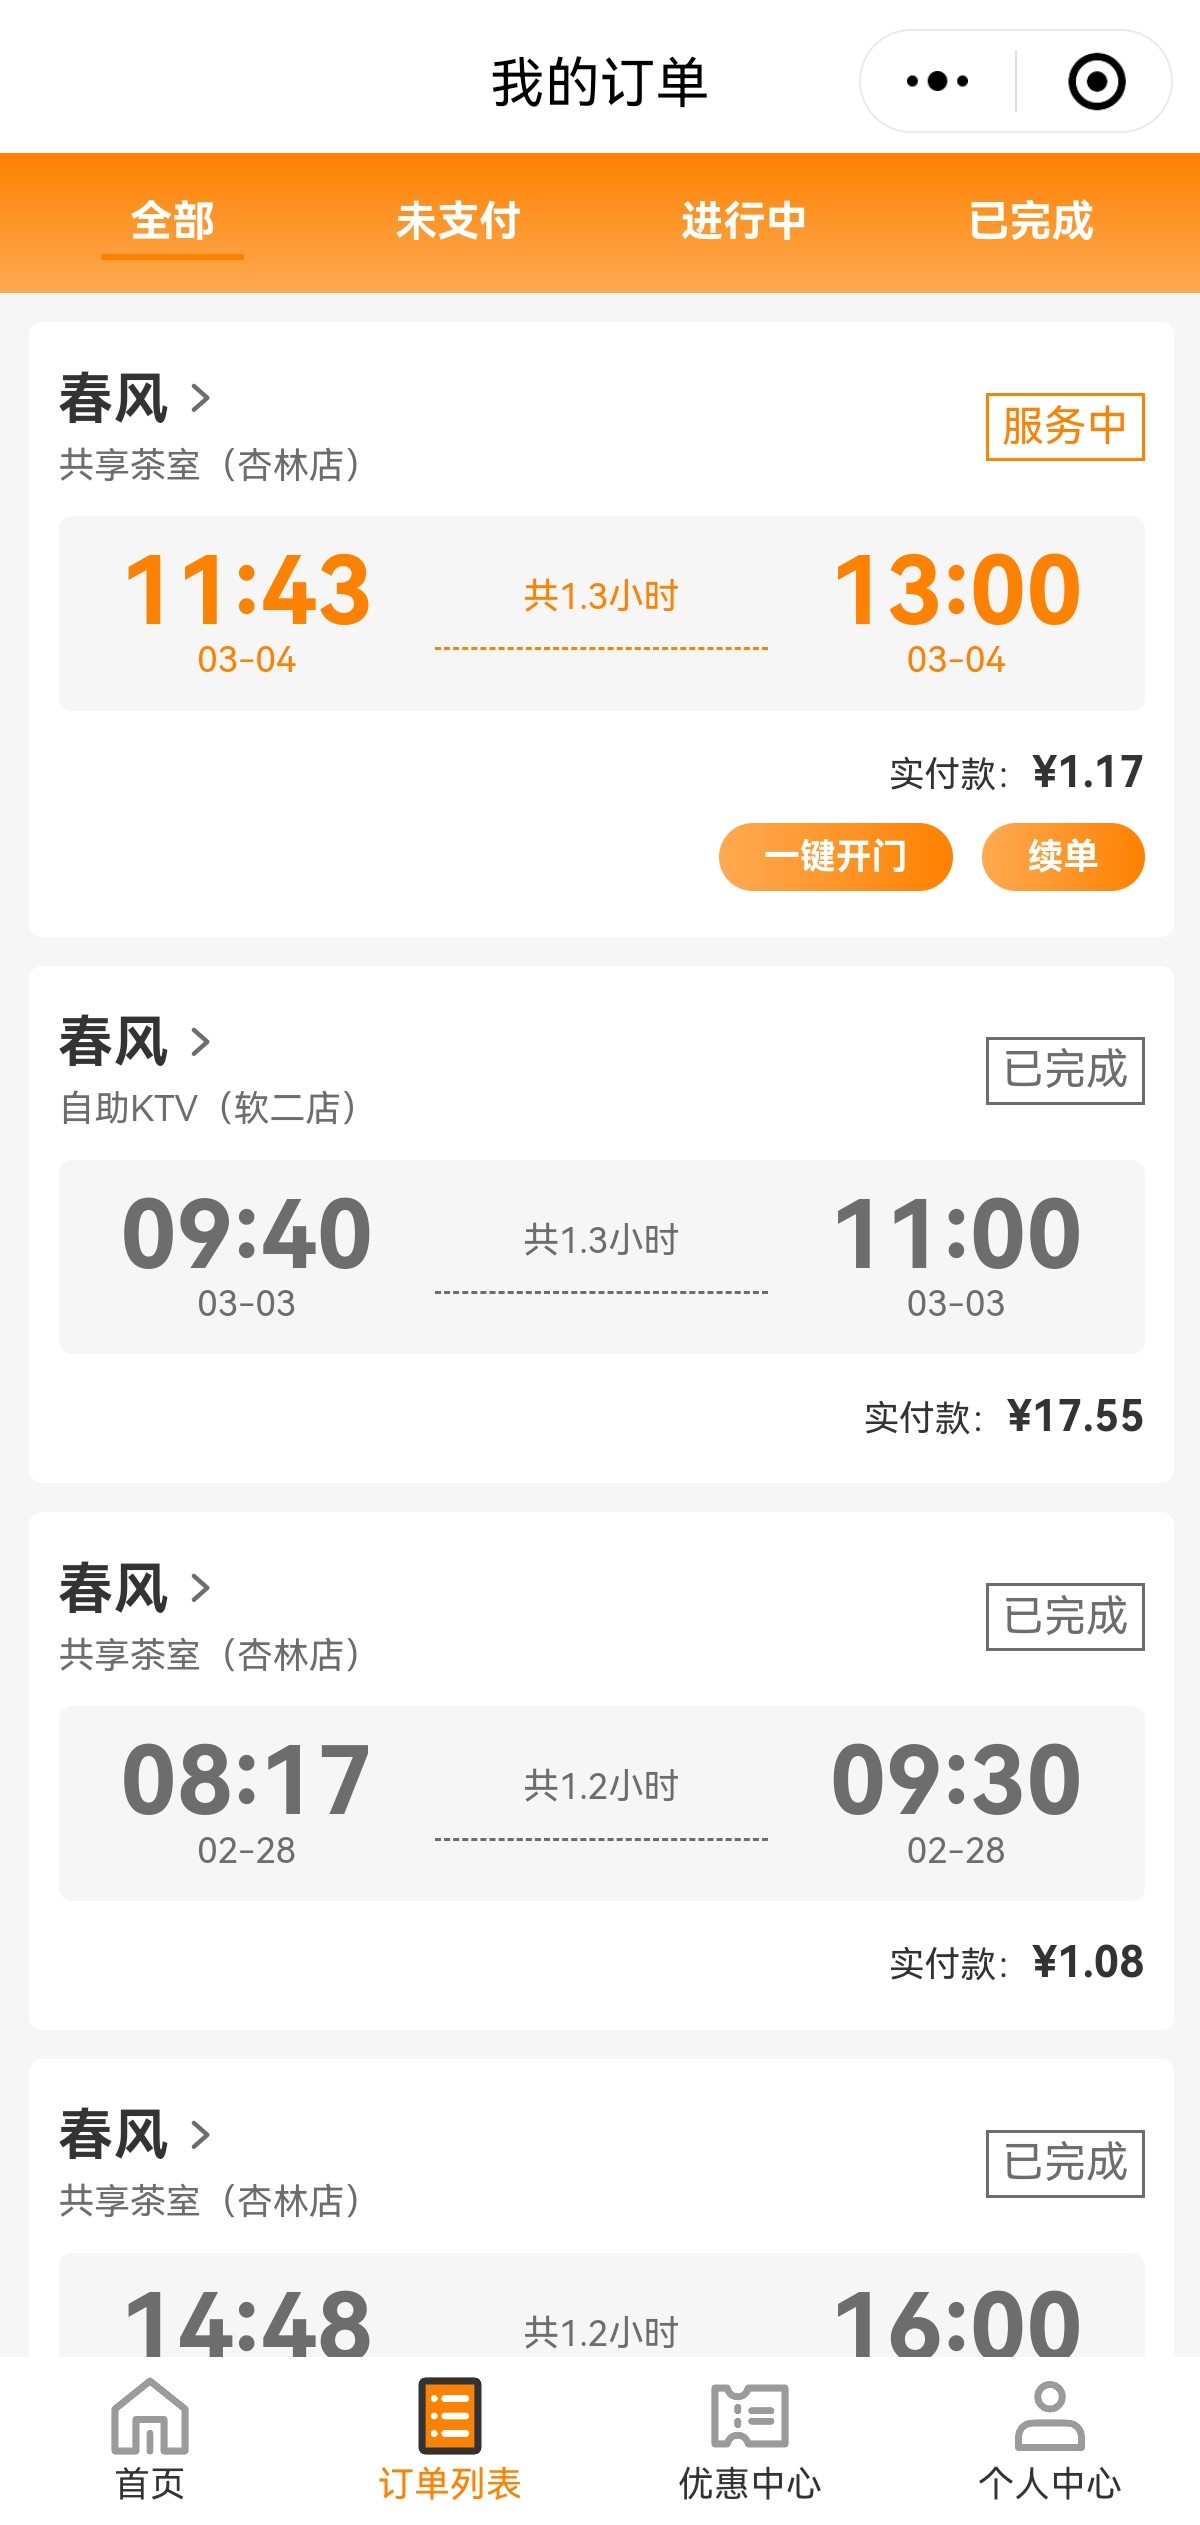 我的订单
全部 未支付 进行中 已完成
春风
服务中
共享茶室（杏林店）
11:43 共1.3小时 13:00
03-04 03-04
实付款：¥1.17
一键开门 续单
春风
已完成
自助KTV（软二店）
09:40 共1.3小时 11:00
03-03 03-03
实付款：¥17.55
春风
已完成
共享茶室（杏林店）
08:17 共1.2小时 09:30
02-28 02-28
实付款：¥1.08
春风
已完成
共享茶室（杏林店）
14:48 共1.2小时 16:00
首页 订单列表 优惠中心 个人中心